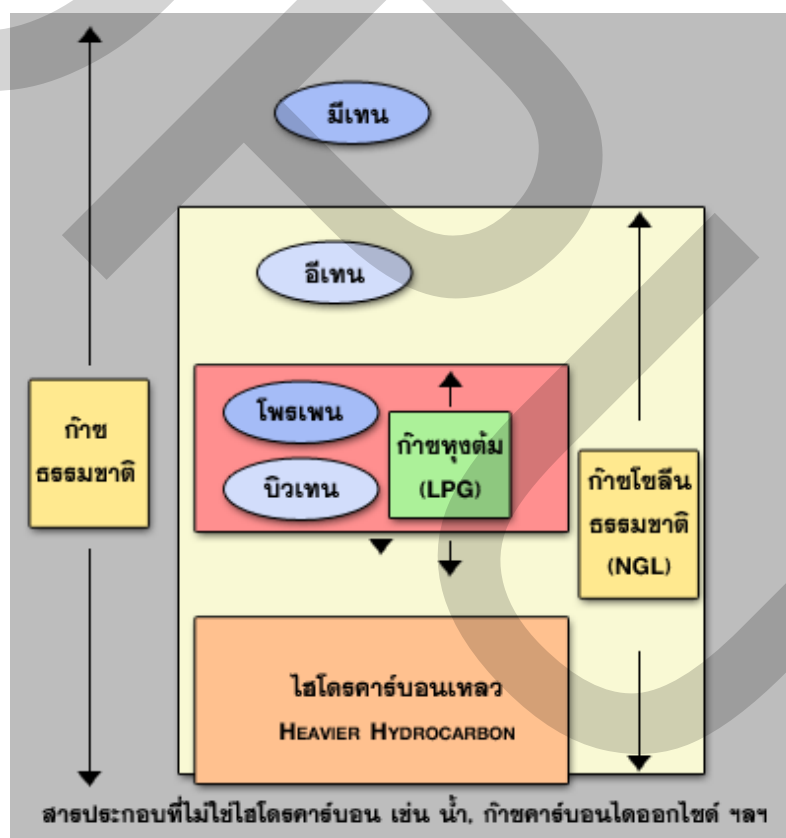 มีเทน
อีเทน
โพรเพน
บิวเทน
ก๊าซหุงต้ม
(LPG)
ก๊าซ
ธรรมชาติ
ก๊าซโซลีน
ธรรมชาติ
(NGL)
ไฮโดรคาร์บอนเหลว
HEAVIER HYDROCARBON
สารประกอบที่ไม่ใช่ไฮโดรคาร์บอน เช่น น้ำ, ก๊าซคาร์บอนไดออกไซด์ ฯลฯ